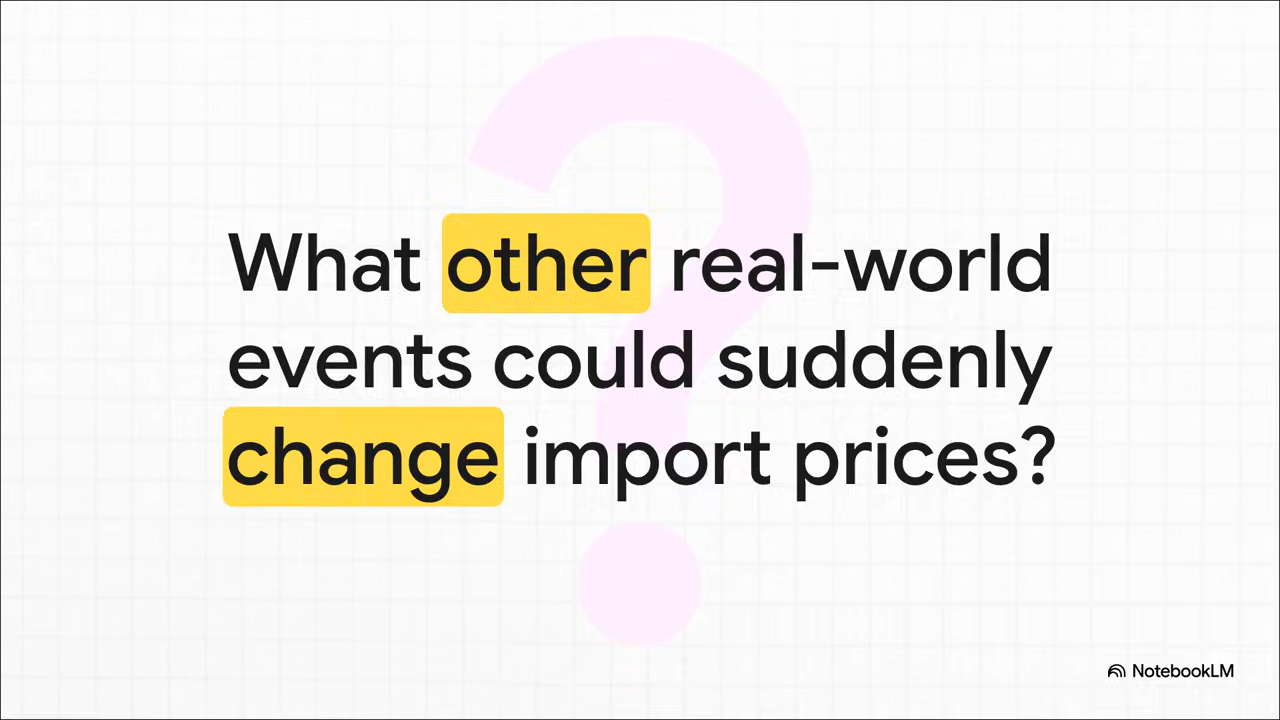 What other real-world
events could suddenly
change import prices?
NotebookLM